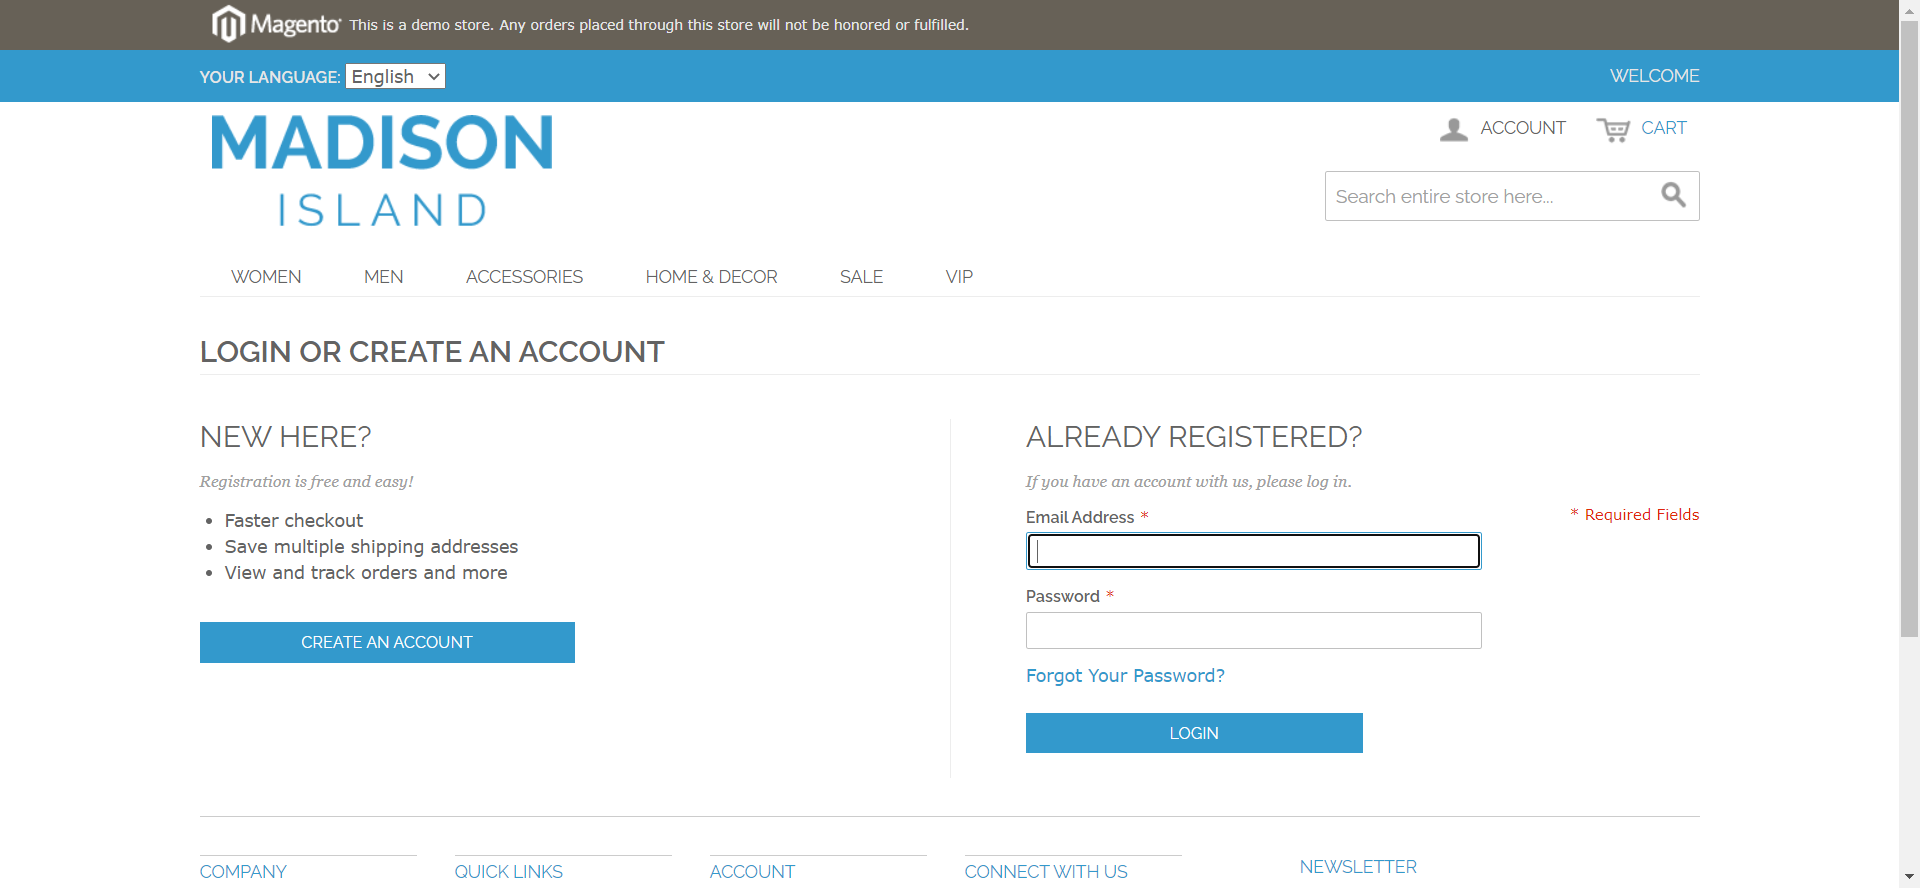 Magento This is a demo store. Any orders placed through this store will not be honored or fulfilled.
YOUR LANGUAGE: English
WELCOME
MADISON
ISLAND
ACCOUNT
CART
Search entire store here...
WOMEN MEN ACCESSORIES HOME & DECOR SALE VIP
LOGIN OR CREATE AN ACCOUNT
NEW HERE?
Registration is free and easy!
• Faster checkout
• Save multiple shipping addresses
• View and track orders and more
CREATE AN ACCOUNT
ALREADY REGISTERED?
If you have an account with us, please log in.
* Required Fields
Email Address *
Password *
Forgot Your Password?
LOGIN
COMPANY QUICK LINKS ACCOUNT CONNECT WITH US NEWSLETTER